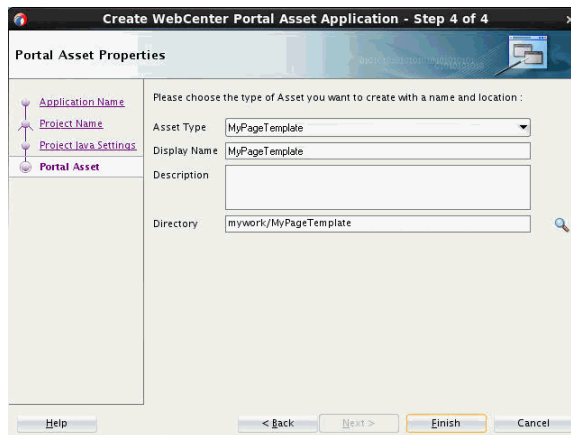 Create WebCenter Portal Asset Application - Step 4 of 4
Portal Asset Properties
Application Name
Project Name
Project Java Settings
Portal Asset
Please choose the type of Asset you want to create with a name and location :
Asset Type
MyPageTemplate
Display Name
MyPageTemplate
Description
Directory
mywork/MyPageTemplate
Help
< Back
Next >
Finish
Cancel